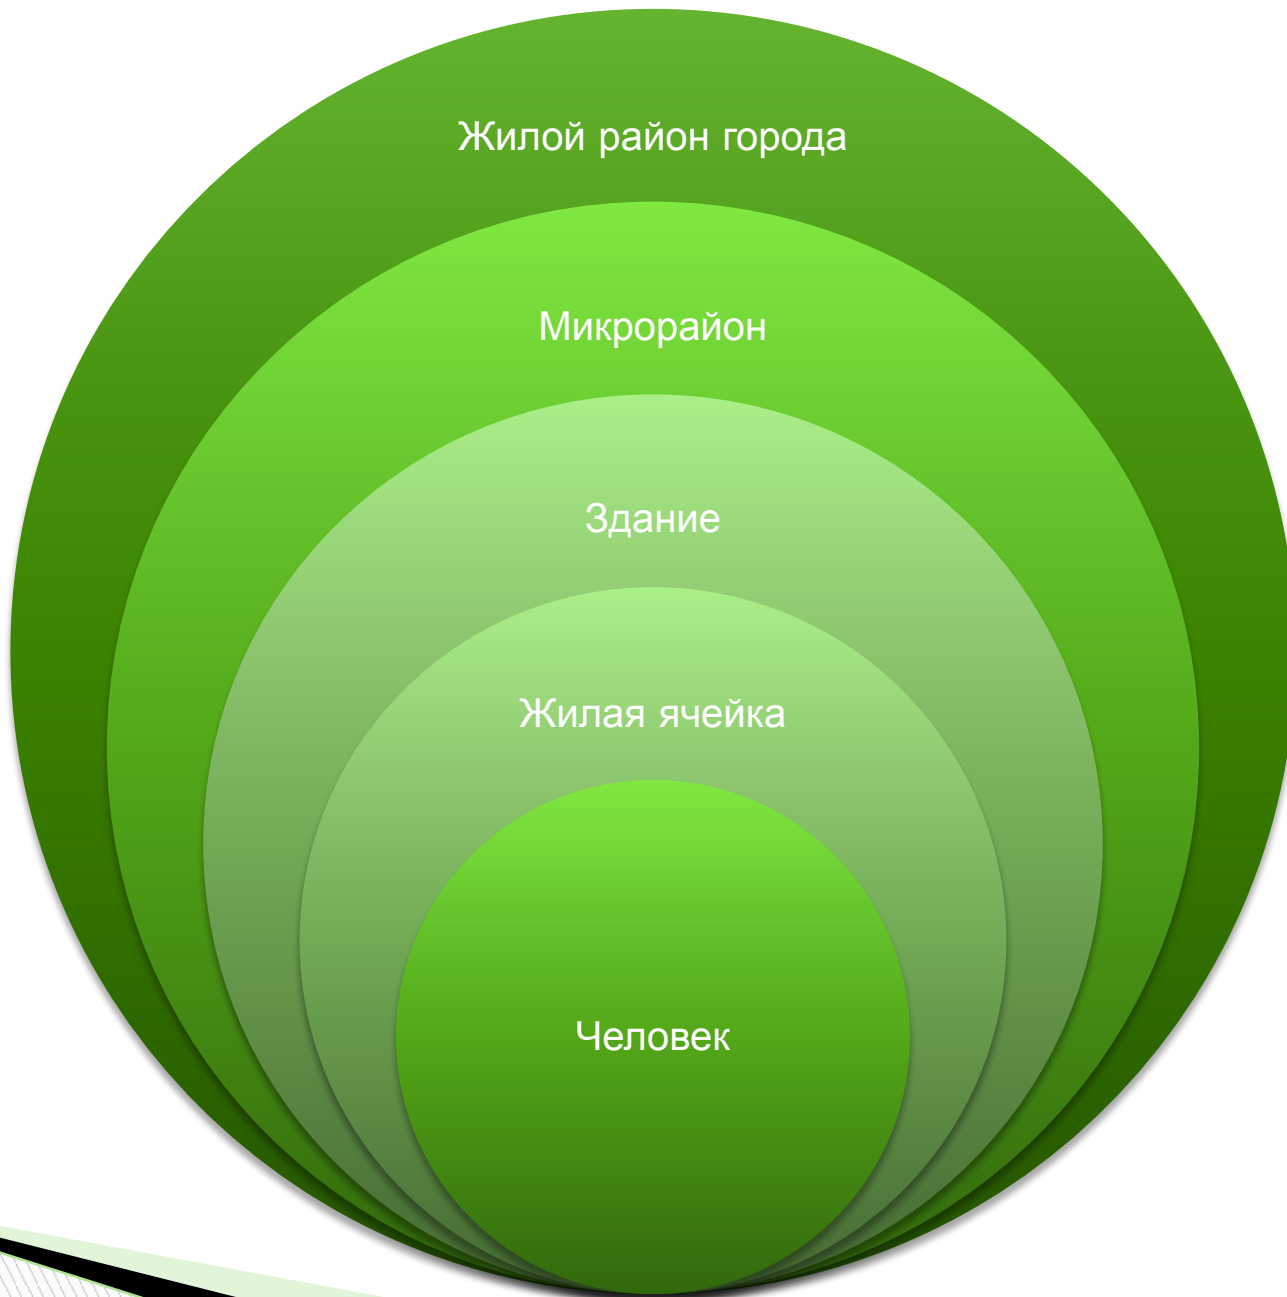 Жилой район города
Микрорайон
Здание
Жилая ячейка
Человек